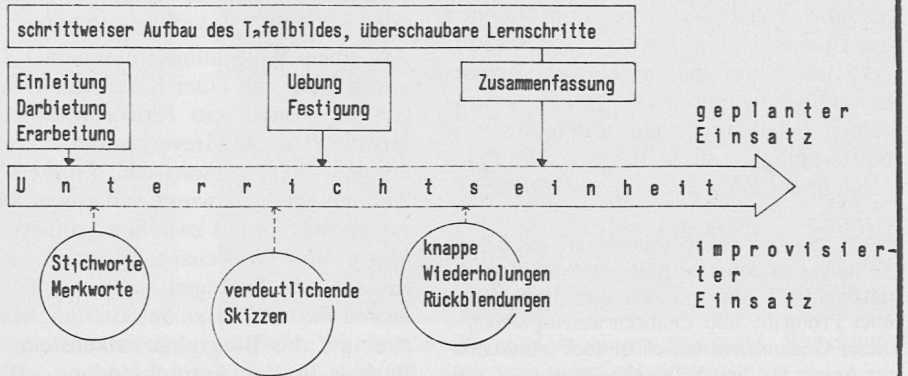 schrittweiser Aufbau des Tafelbildes, überschaubare Lernschritte
Einleitung
Darbietung
Erarbeitung
Uebung
Festigung
Zusammenfassung
geplanter
Einsatz
Unterrichtseinheit
Stichworte
Merkworte
verdeutlichende
Skizzen
knappe
Wiederholungen
Rückblendungen
improvisier-
ter
Einsatz